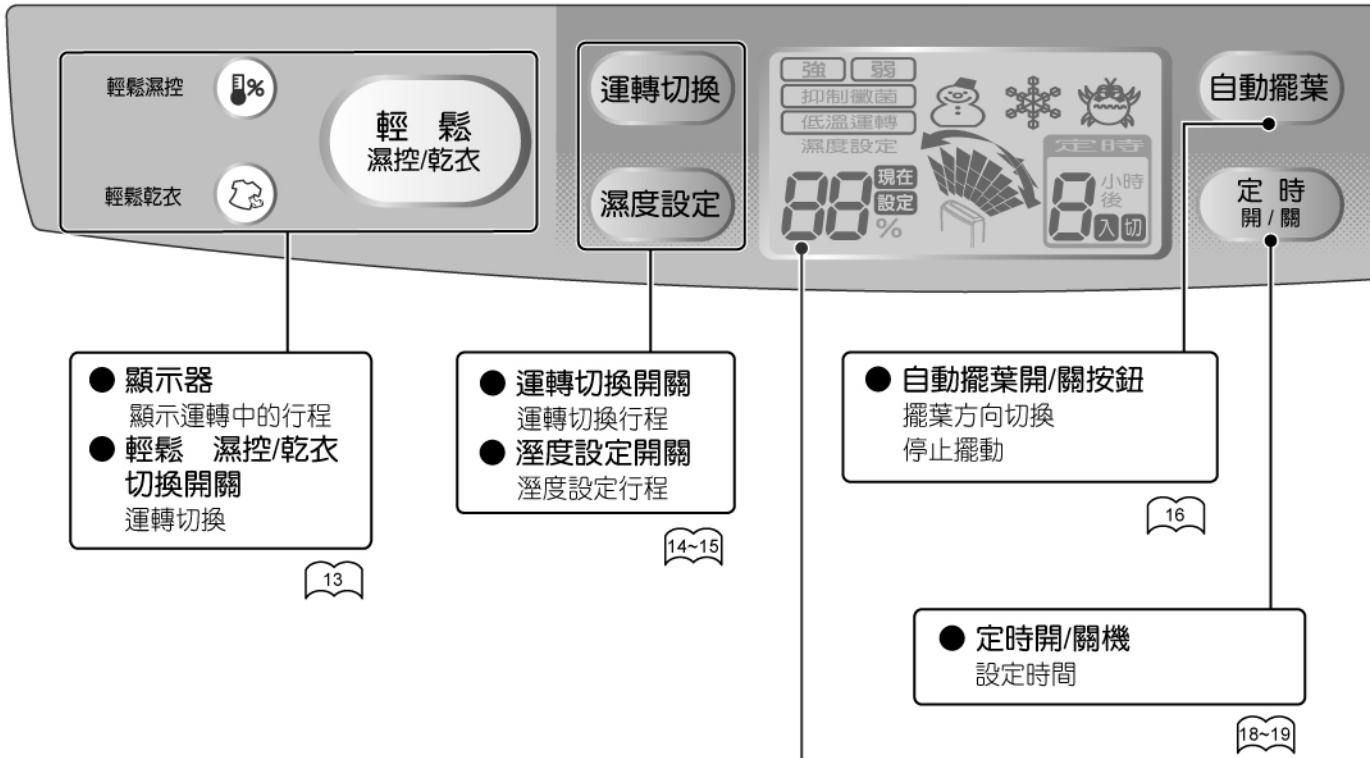 輕鬆濕控
%
輕鬆乾衣
輕 鬆
濕控/乾衣
運轉切換
濕度設定
強 弱
抑制黴菌
低溫運轉
濕度設定
88
現在
設定
%
定時
8
小時
後
入 切
自動擺葉
定 時
開/關
● 顯示器
顯示運轉中的行程
● 輕鬆 濕控/乾衣
切換開關
運轉切換
13
● 運轉切換開關
運轉切換行程
● 溼度設定開關
溼度設定行程
14~15
● 自動擺葉開/關按鈕
擺葉方向切換
停止擺動
16
● 定時開/關機
設定時間
18~19